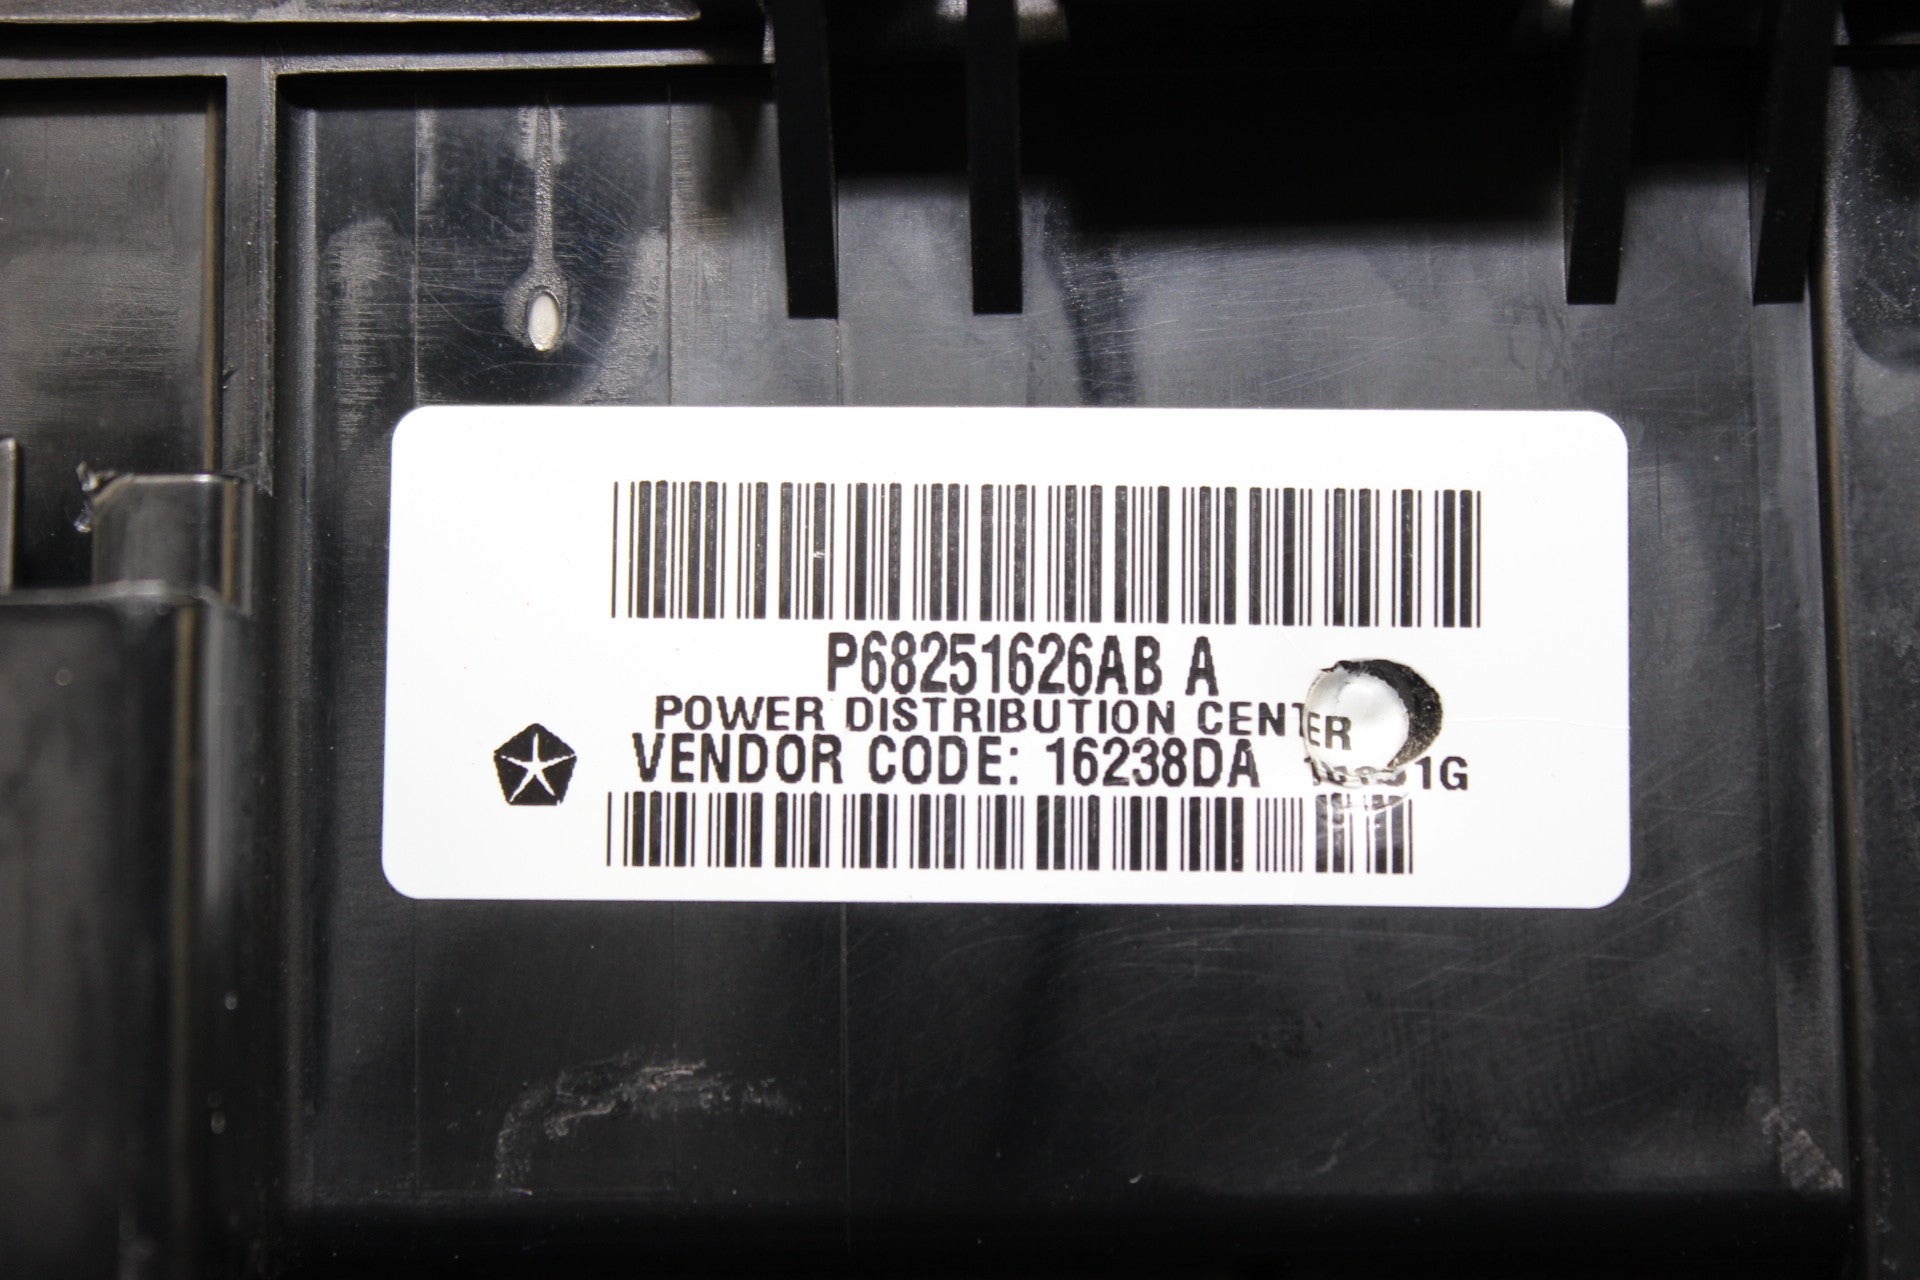 P68251626AB A
POWER DISTRIBUTION CENTER
VENDOR CODE: 16238DA